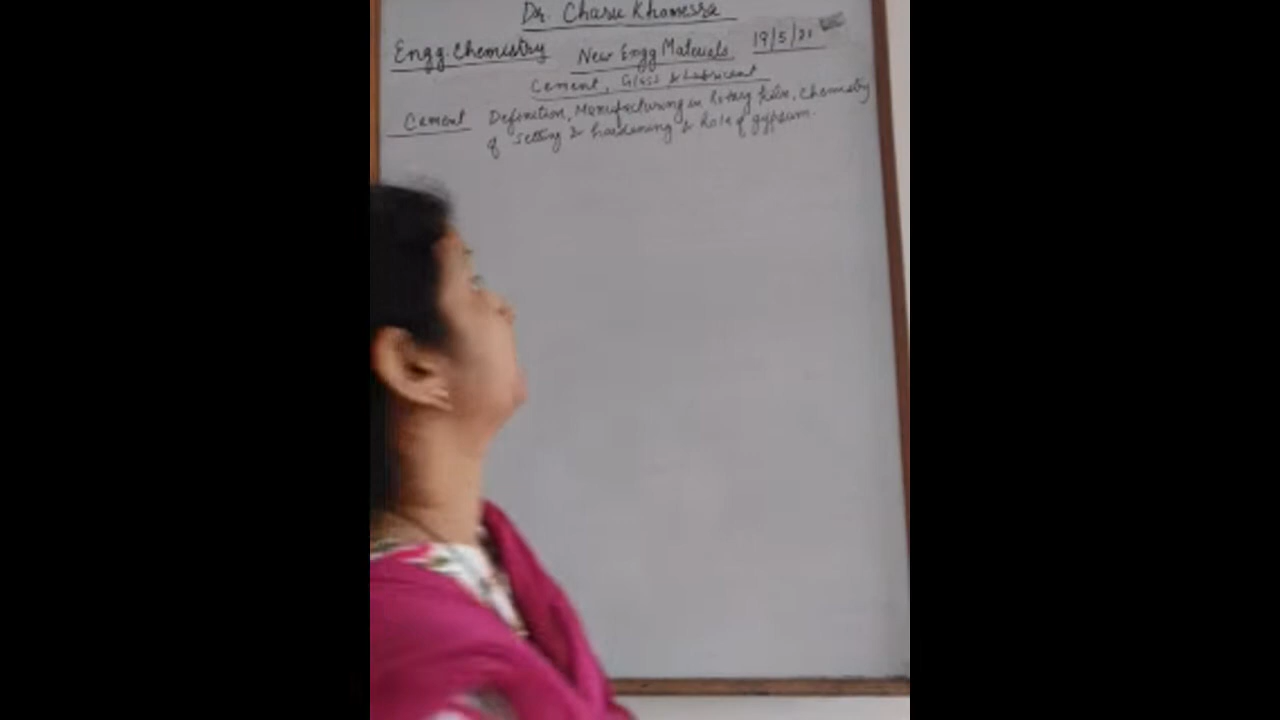 Dr. Charu Khamesra
Engg. Chemistry New Engg Materials 19/5/21
Cement, Glass & Lubricant
Cement Definition, Manufacturing in Rotary kiln, Chemistry
of setting & hardening & Role of gypsum.